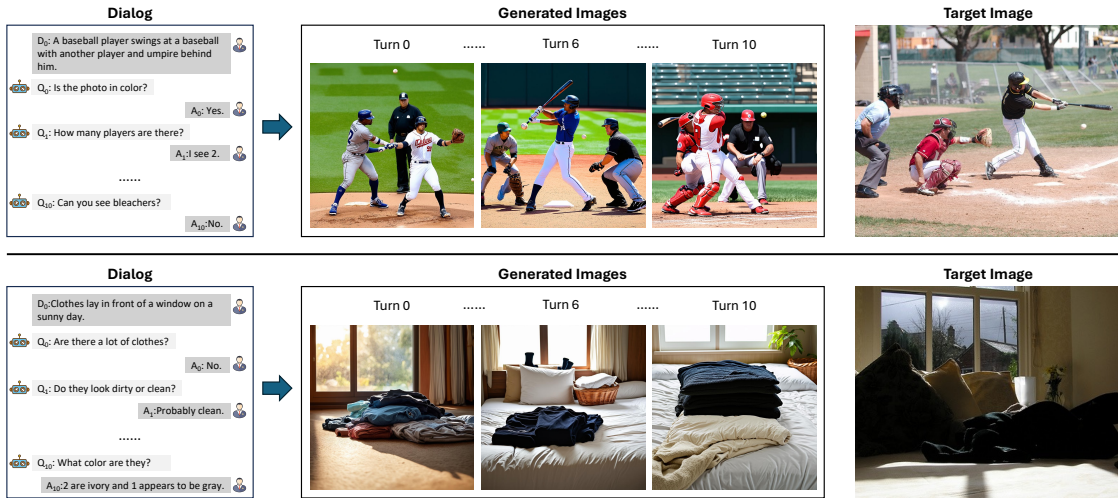 Dialog
Generated Images
Target Image
D0: A baseball player swings at a baseball
with another player and umpire behind
him.
Q0: Is the photo in color?
A0: Yes.
Q1: How many players are there?
A1:I see 2.
......
Q10: Can you see bleachers?
A10:No.
Turn 0
......
Turn 6
......
Turn 10
Dialog
Generated Images
Target Image
D0:Clothes lay in front of a window on a
sunny day.
Q0: Are there a lot of clothes?
A0: No.
Q1: Do they look dirty or clean?
A1:Probably clean.
......
Q10: What color are they?
A10:2 are ivory and 1 appears to be gray.
Turn 0
......
Turn 6
......
Turn 10